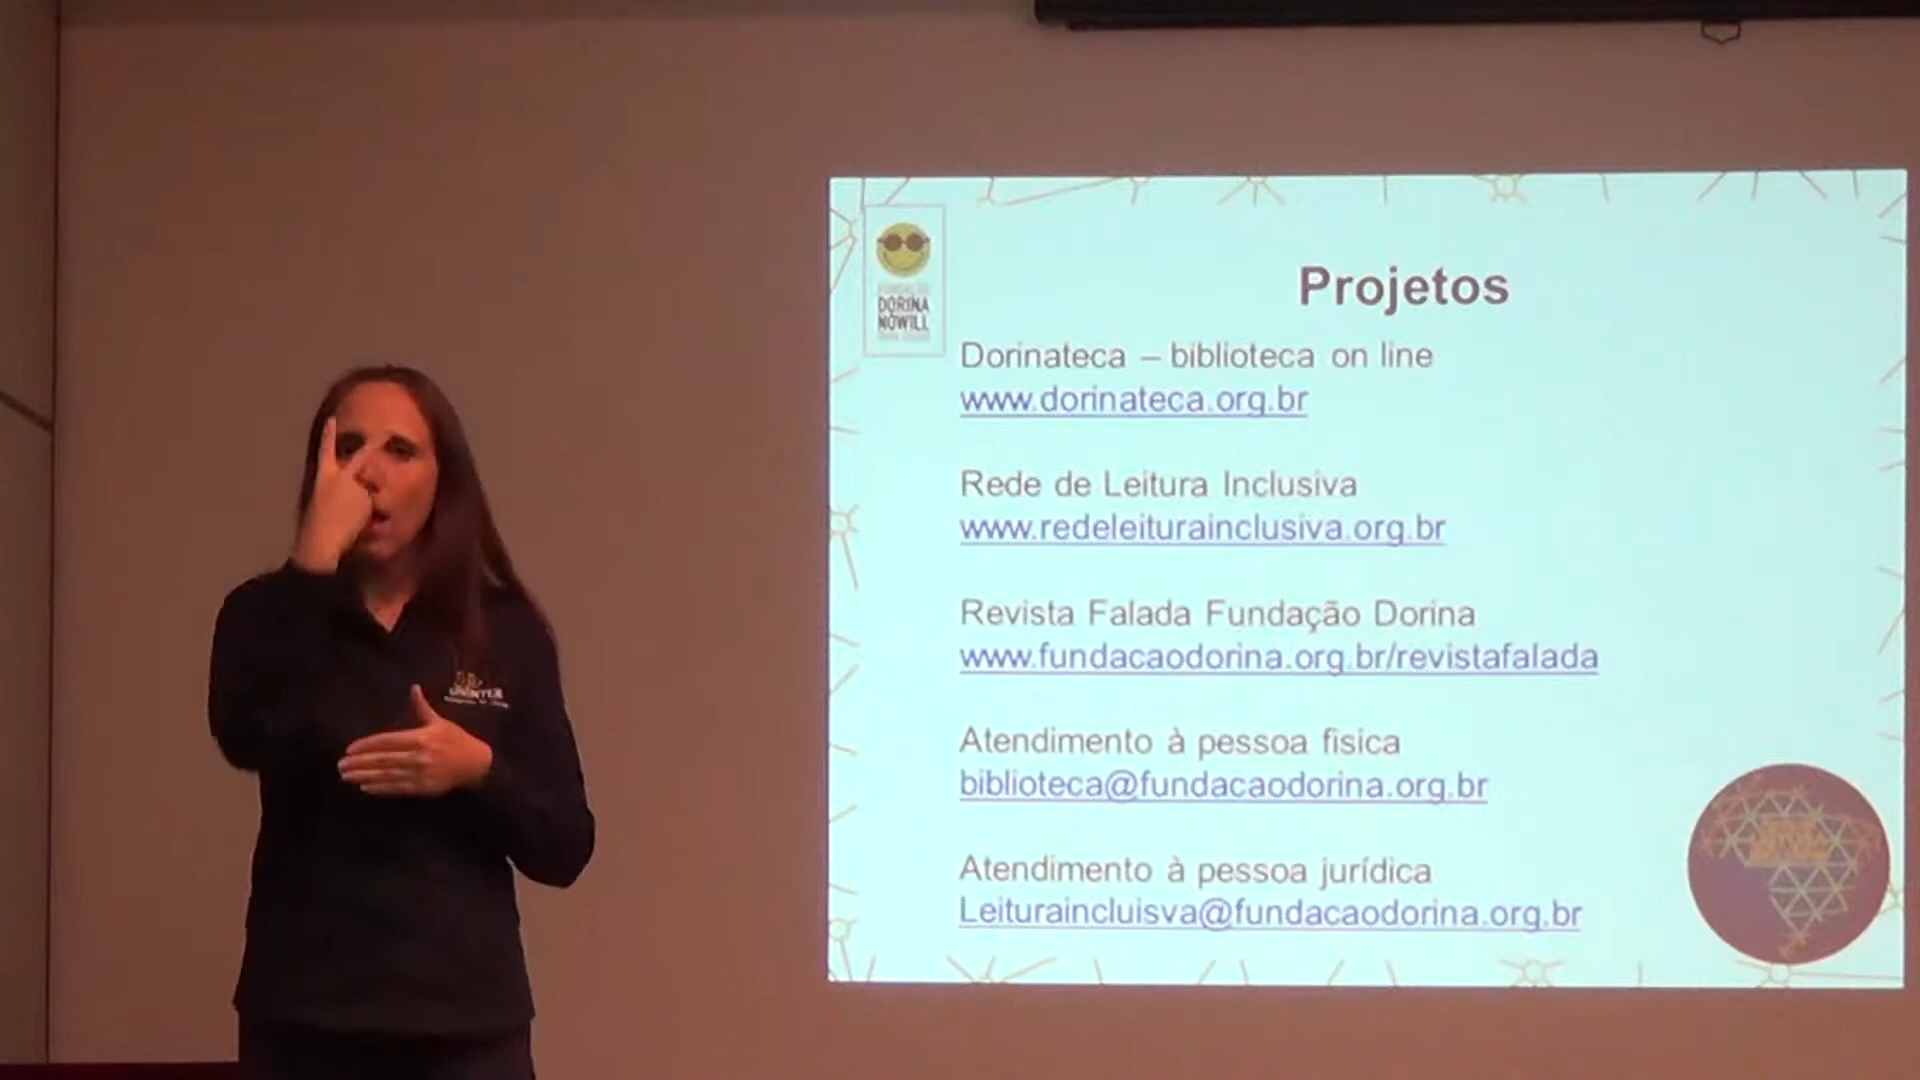 DORINA
NOWILL
Projetos
Dorinateca – biblioteca on line
www.dorinateca.org.br
Rede de Leitura Inclusiva
www.redeleiturainclusiva.org.br
Revista Falada Fundação Dorina
www.fundacaodorina.org.br/revistafalada
Atendimento à pessoa fisica
biblioteca@fundacaodorina.org.br
Atendimento à pessoa jurídica
Leituraincluisva@fundacaodorina.org.br
UNINTER